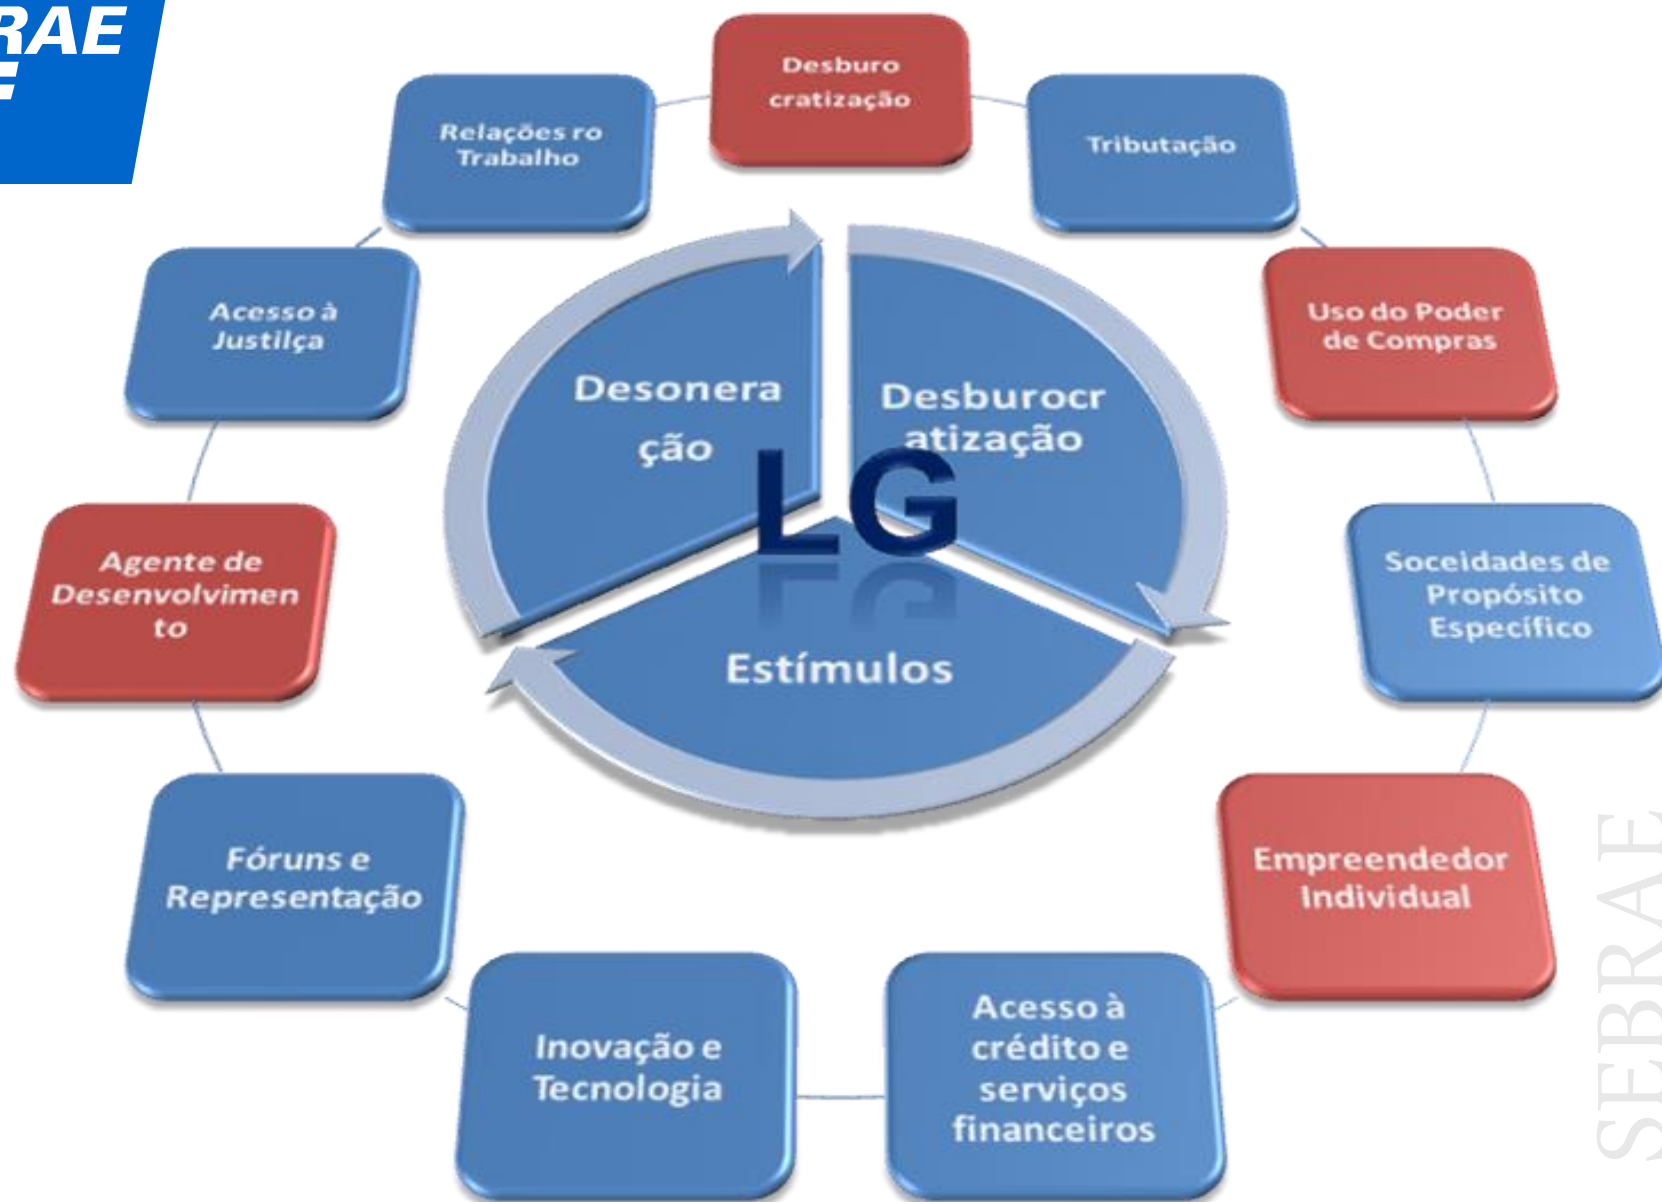 RAE
E
Desburo
cratização
Relações ro
Trabalho
Tributação
Acesso à
Justilça
Uso do Poder
de Compras
Desonera
ção
Desburocr
atização
LG
Estímulos
Agente de
Desenvolvimen
to
Soceidades de
Propósito
Específico
Fóruns e
Representação
Empreendedor
Individual
Inovação e
Tecnologia
Acesso à
crédito e
serviços
financeiros
SEBRAE